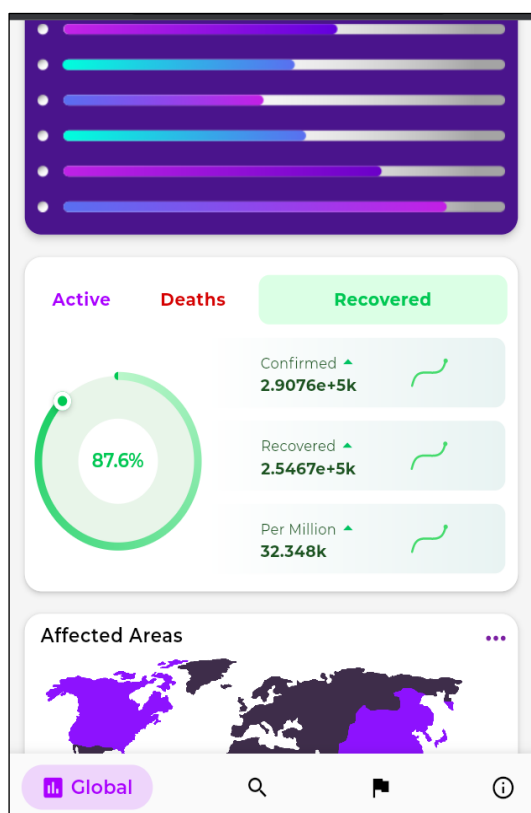 Active Deaths Recovered
Confirmed
2.9076e+5k
87.6%
Recovered
2.5467e+5k
Per Million
32.348k
Affected Areas
Global